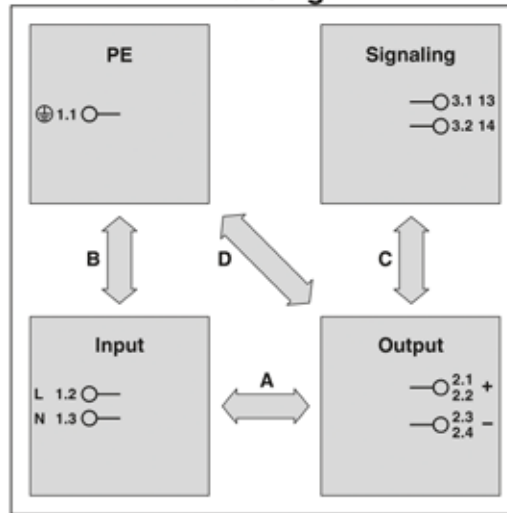 PE
Signaling
1.1
3.1 13
3.2 14
B
D
C
Input
Output
A
L 1.2
N 1.3
2.1
2.2 +
2.3
2.4 –